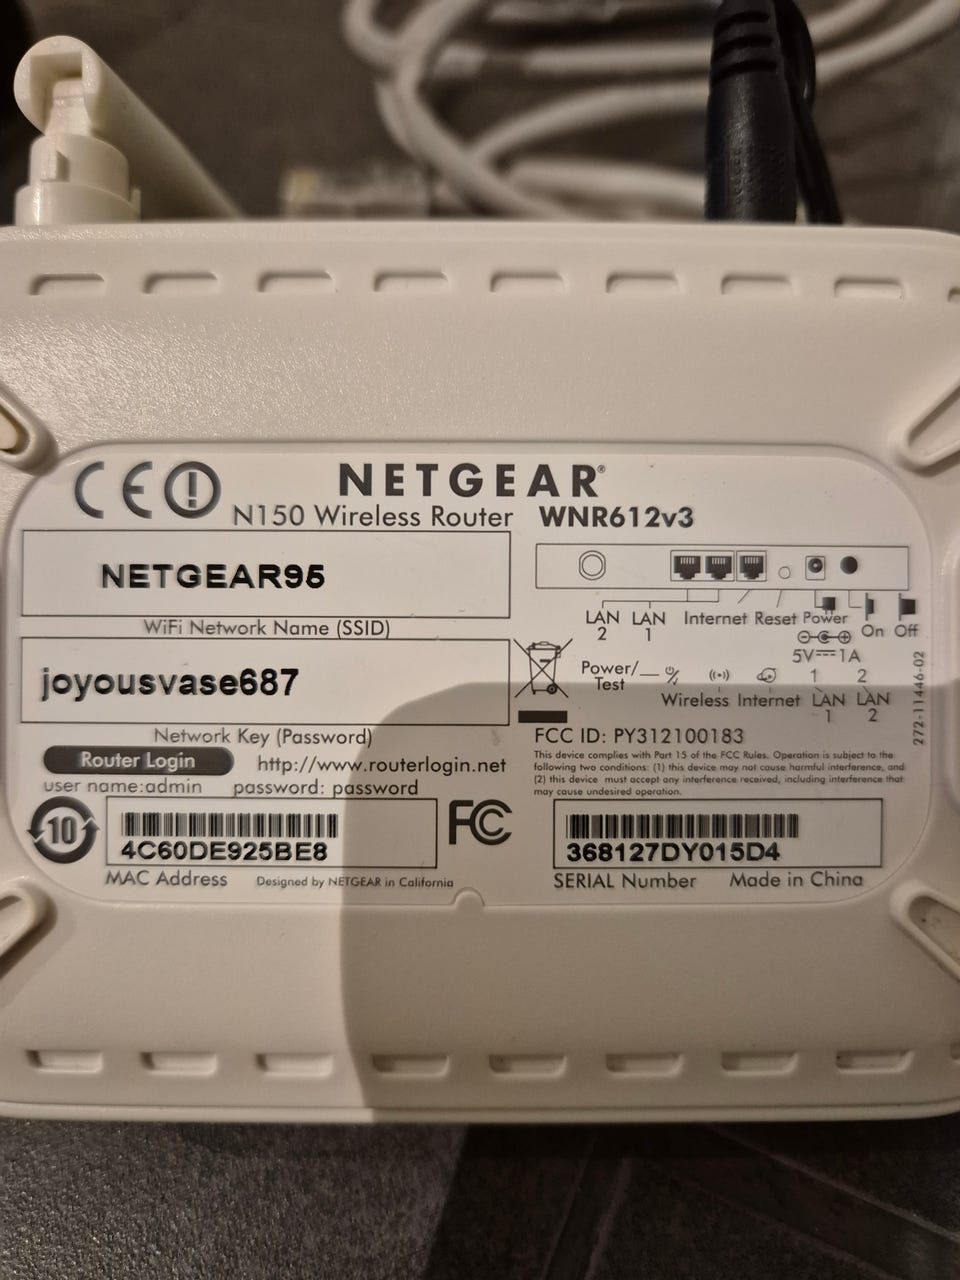 NETGEAR®
N150 Wireless Router WNR612v3
NETGEAR95
WiFi Network Name (SSID)
joyousvase687
Network Key (Password)
Router Login http://www.routerlogin.net
user name:admin password: password
10
4C60DE925BE8
MAC Address Designed by NETGEAR in California
FC
LAN 2 LAN 1 Internet Reset Power On Off
5V 1A
Power/Test Wireless Internet 1 LAN 1 2 LAN 2
272-11446-02
FCC ID: PY312100183
This device complies with Part 15 of the FCC Rules. Operation is subject to the
following two conditions: (1) this device may not cause harmful interference, and
(2) this device must accept any interference received, including interference that
may cause undesired operation.
368127DY015D4
SERIAL Number Made in China